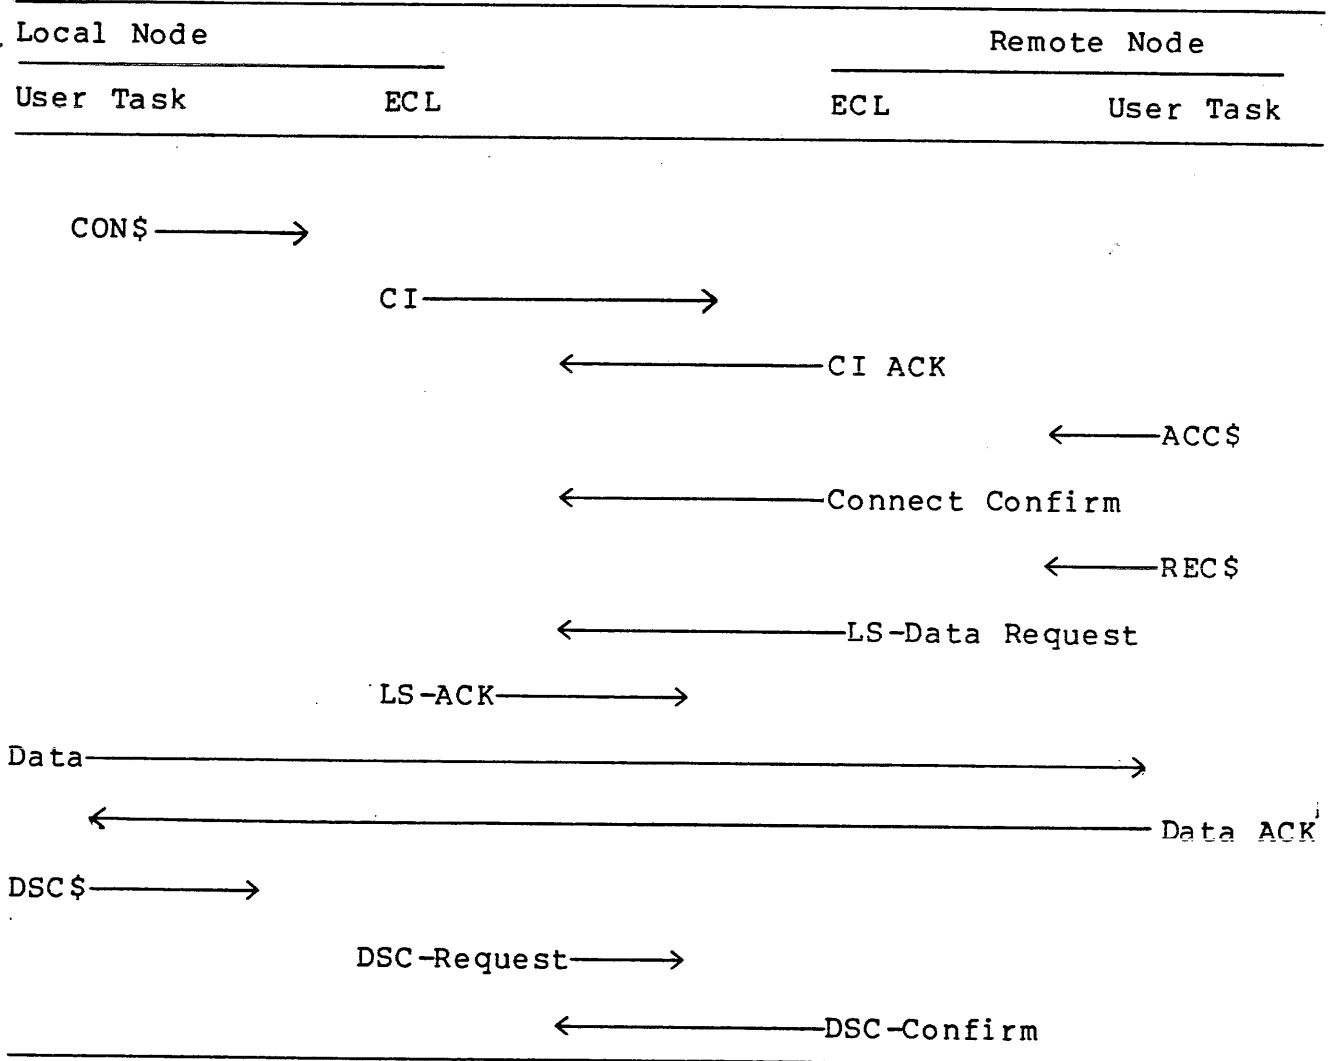 Local Node
Remote Node
User Task ECL ECL User Task
CON$
CI
CI ACK
ACC$
Connect Confirm
REC$
LS-Data Request
LS-ACK
Data
Data ACK
DSC$
DSC-Request
DSC-Confirm